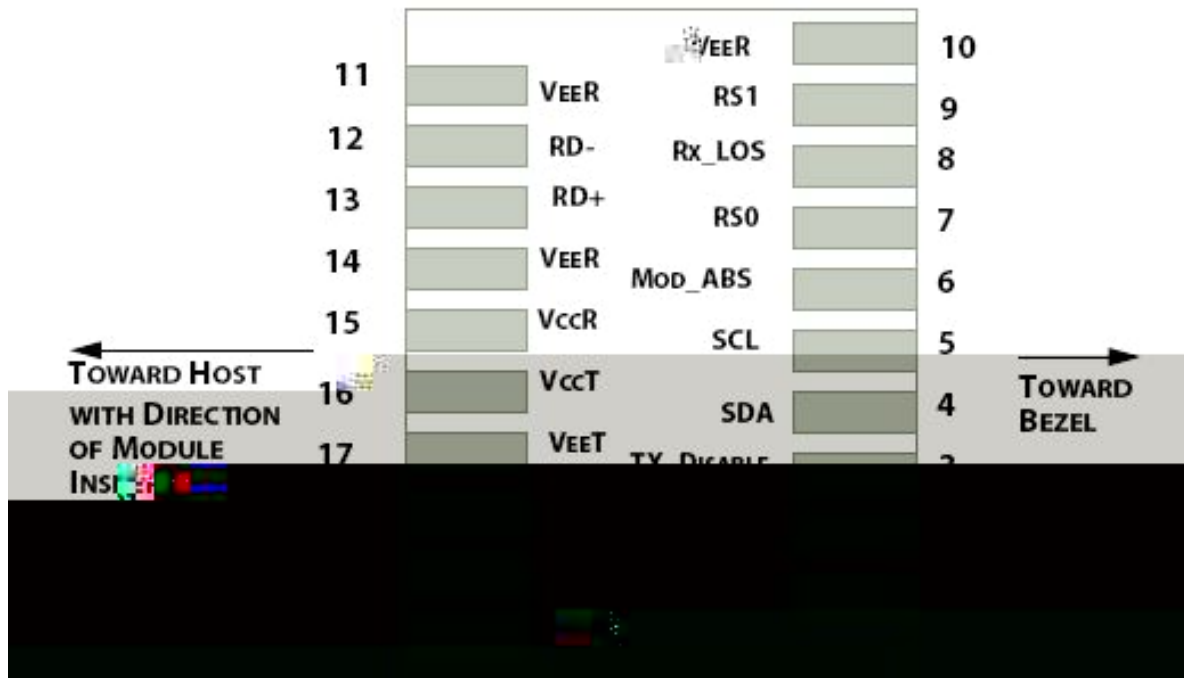 VEER
10
11
VEER
RS1
9
12
RD-
Rx_LOS
8
13
RD+
RS0
7
14
VEER
MOD_ABS
6
15
VCCR
SCL
5
TOWARD HOST
WITH DIRECTION
OF MODULE
16
VCCT
SDA
4
TOWARD
BEZEL
17
VEET
TX_DISABLE